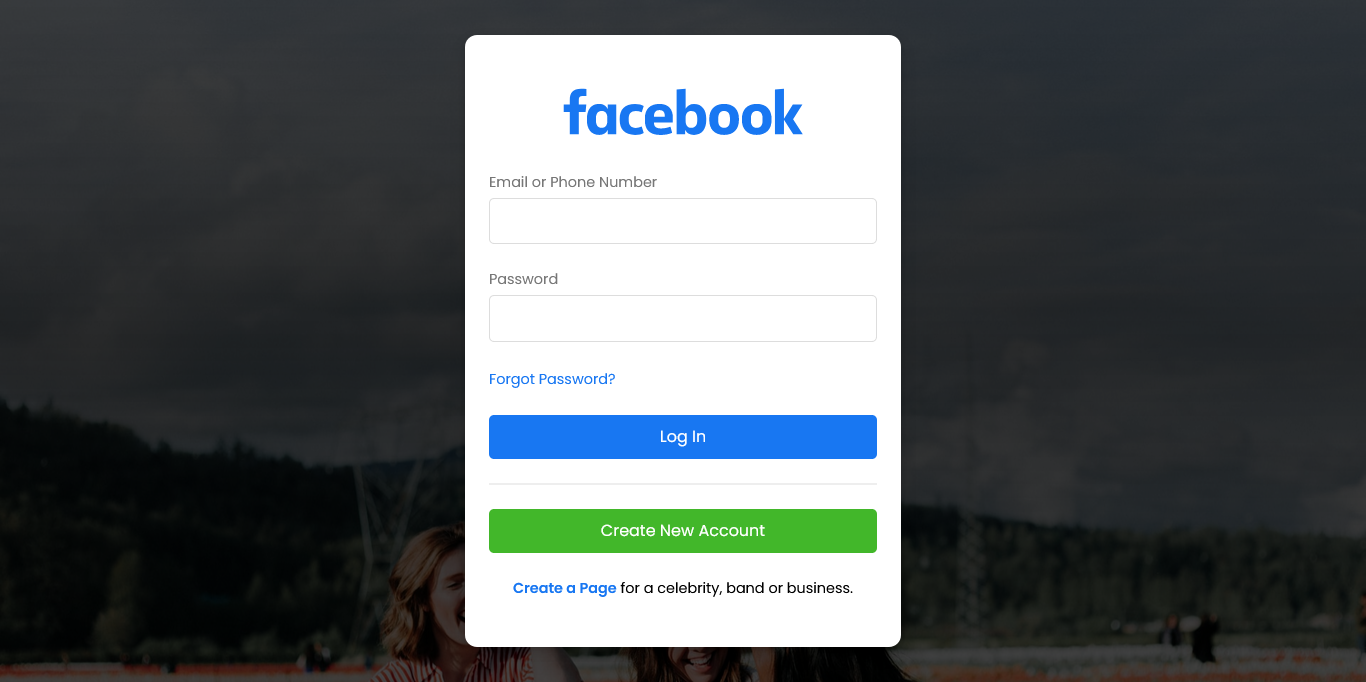 facebook
Email or Phone Number
Password
Forgot Password?
Log In
Create New Account
Create a Page for a celebrity, band or business.